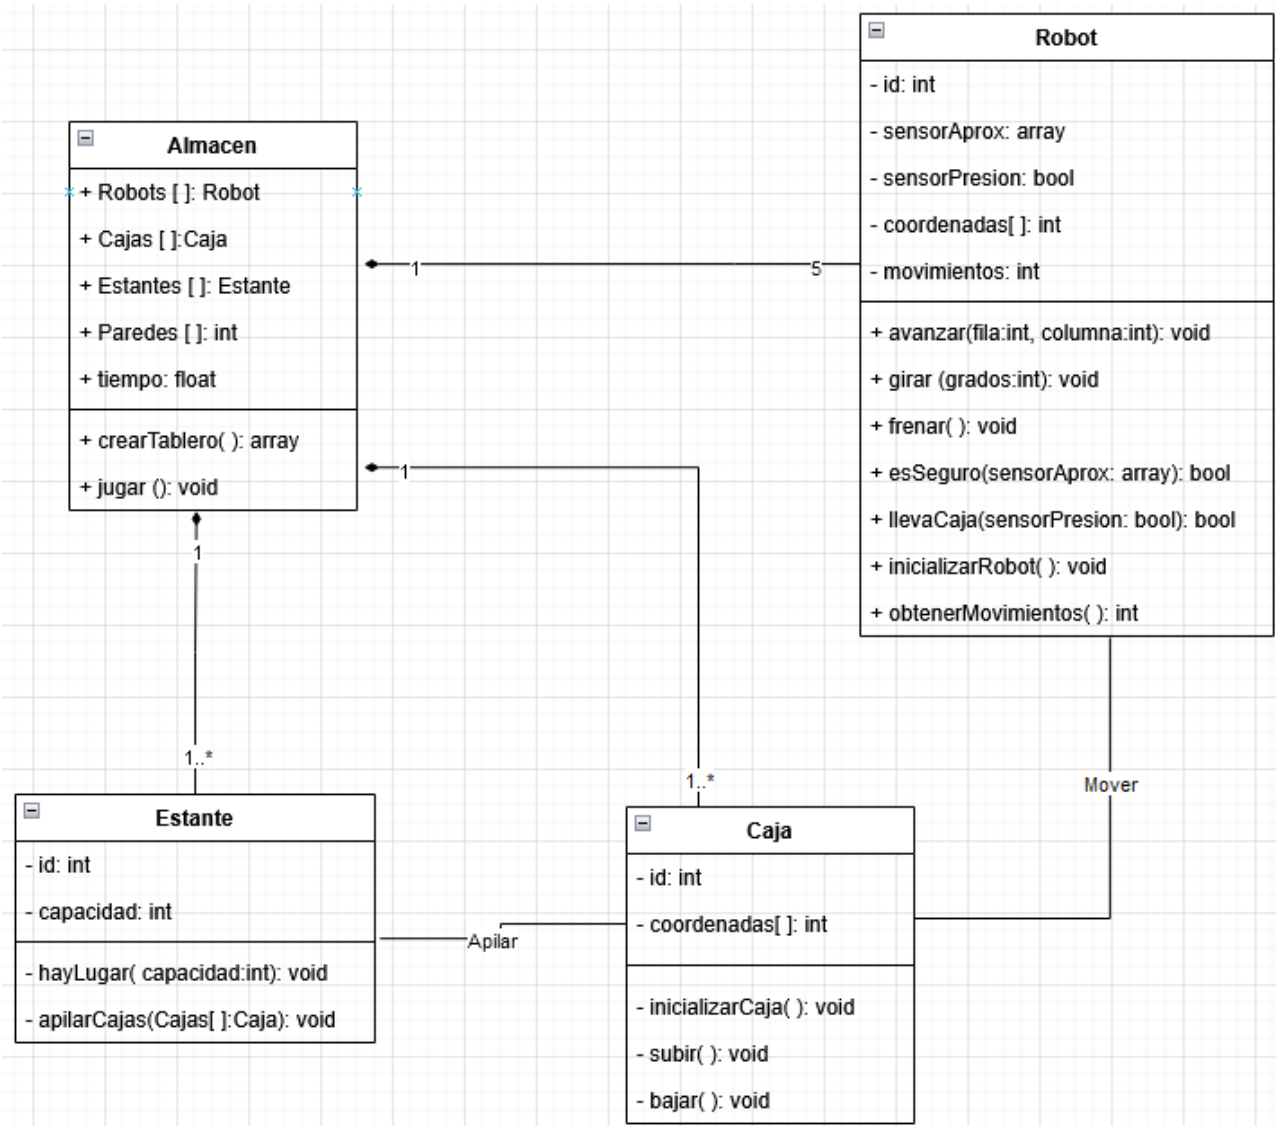 Robot
- id: int
- sensorAprox: array
- sensorPresion: bool
- coordenadas[ ]: int
- movimientos: int
+ avanzar(fila:int, columna:int): void
+ girar (grados:int): void
+ frenar( ): void
+ esSeguro(sensorAprox: array): bool
+ llevaCaja(sensorPresion: bool): bool
+ inicializarRobot( ): void
+ obtenerMovimientos( ): int
Almacen
+ Robots [ ]: Robot
+ Cajas [ ]:Caja
+ Estantes [ ]: Estante
+ Paredes [ ]: int
+ tiempo: float
+ crearTablero( ): array
+ jugar (): void
1
5
1
1
1..*
1..*
Mover
Estante
- id: int
- capacidad: int
- hayLugar( capacidad:int): void
- apilarCajas(Cajas[ ]:Caja): void
Apilar
Caja
- id: int
- coordenadas[ ]: int
- inicializarCaja( ): void
- subir( ): void
- bajar( ): void